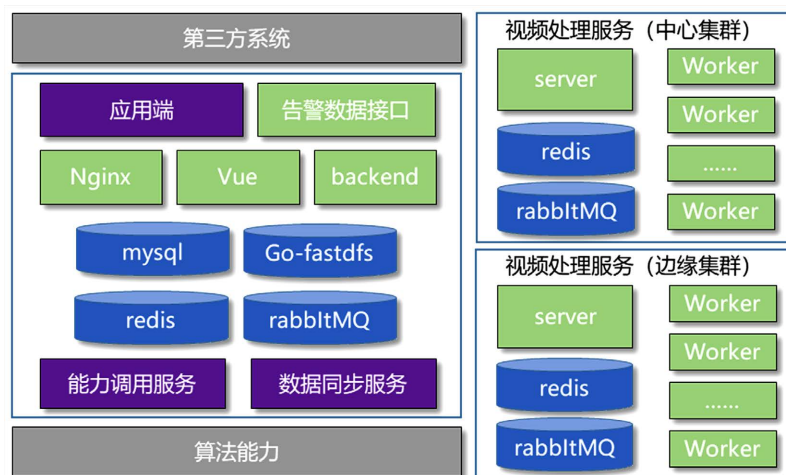 第三方系统
应用端 告警数据接口
Nginx Vue backend
mysql Go-fastdfs
redis rabbItMQ
能力调用服务 数据同步服务
算法能力
视频处理服务（中心集群）
server
redis
rabbItMQ
Worker
Worker
......
Worker
视频处理服务（边缘集群）
server
redis
rabbItMQ
Worker
Worker
......
Worker